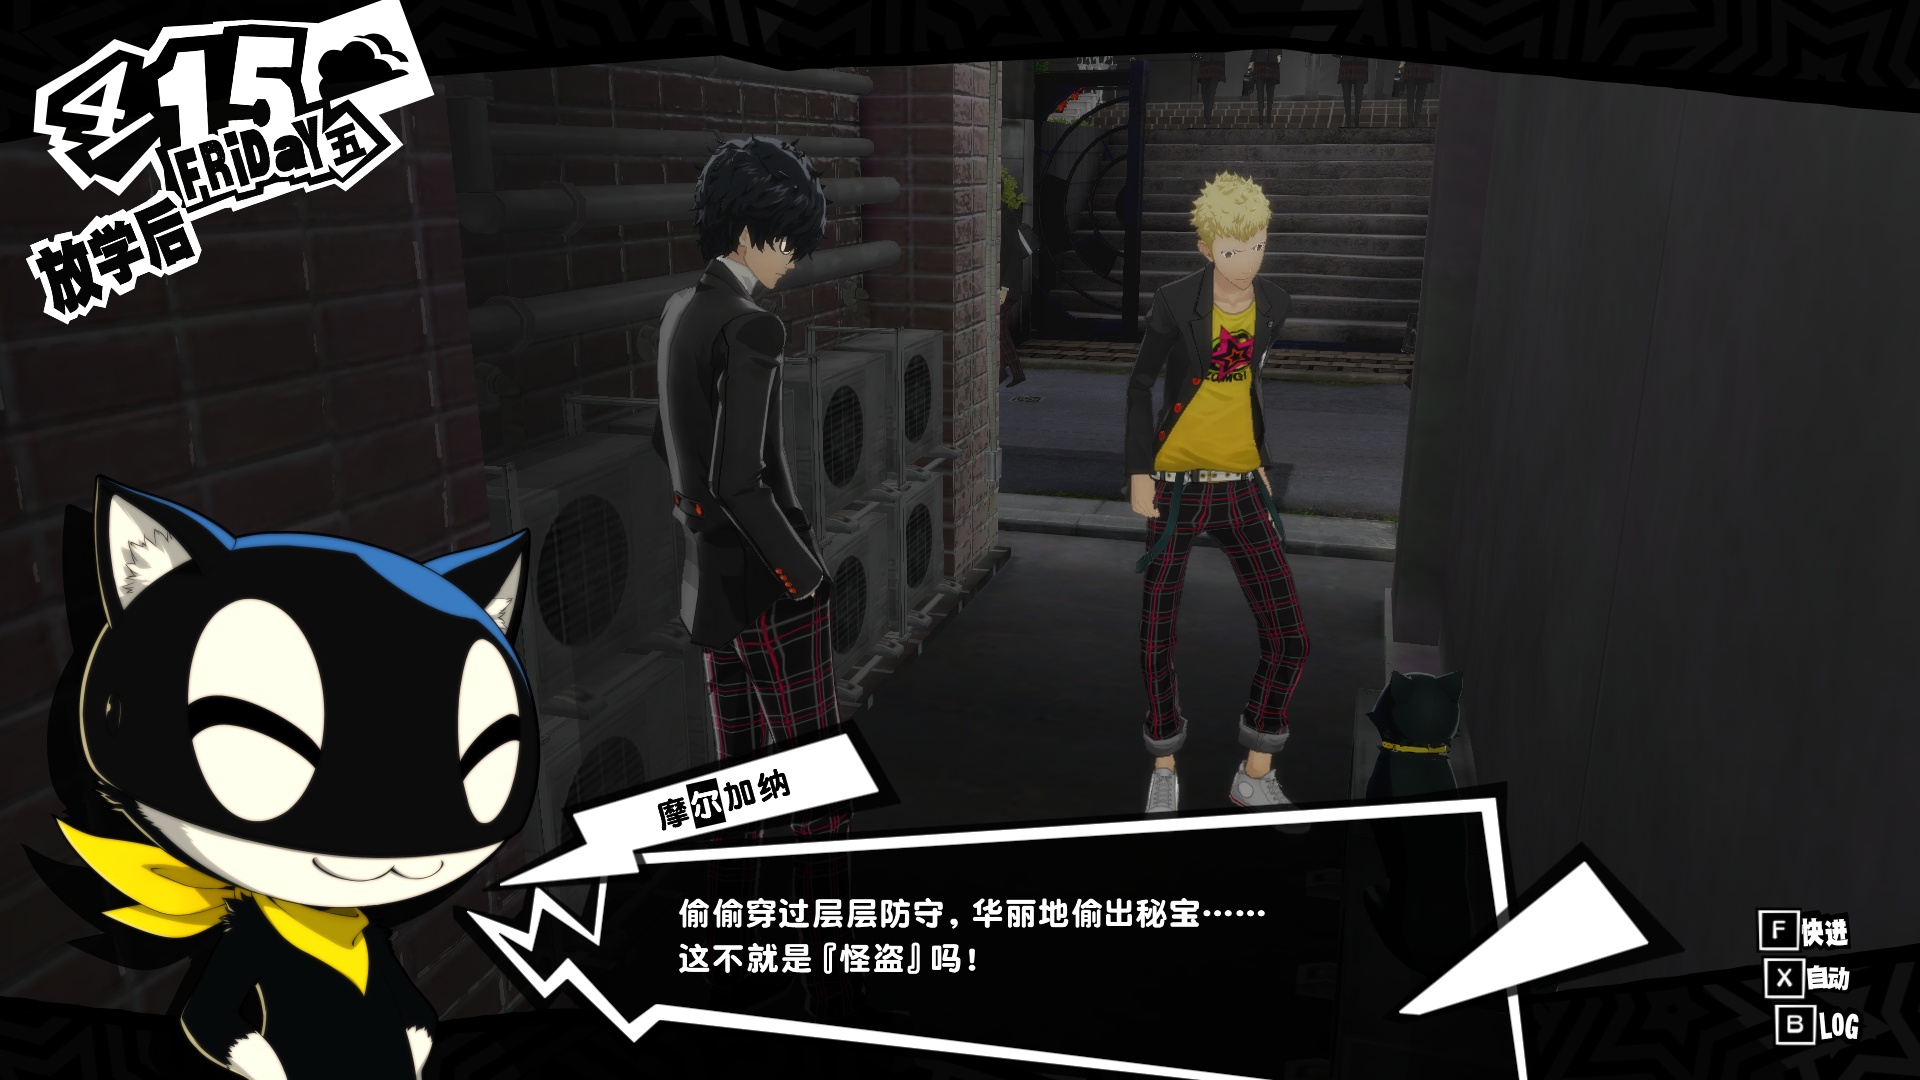 4 15
FRiDaY 五
放学后
摩尔加纳
偷偷穿过层层防守，华丽地偷出秘宝……
这不就是『怪盗』吗！
F 快进
X 自动
B LOG